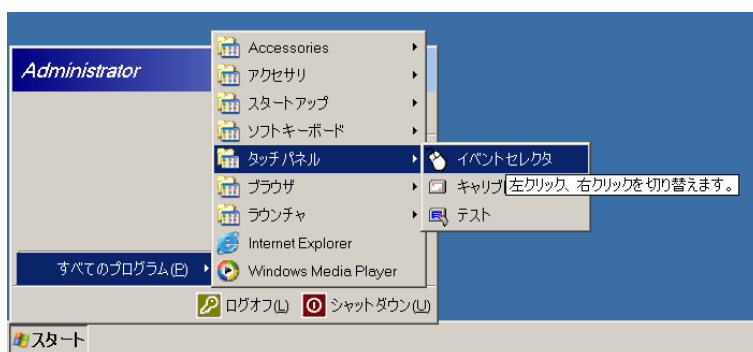 Administrator
Accessories
アクセサリ
スタートアップ
ソフトキーボード
タッチパネル
ブラウザ
ラウンチャ
Internet Explorer
Windows Media Player
イベントセレクタ
キャリブ
左クリック、右クリックを切り替えます。
テスト
すべてのプログラム(P)
ログオフ(L)
シャットダウン(U)
スタート